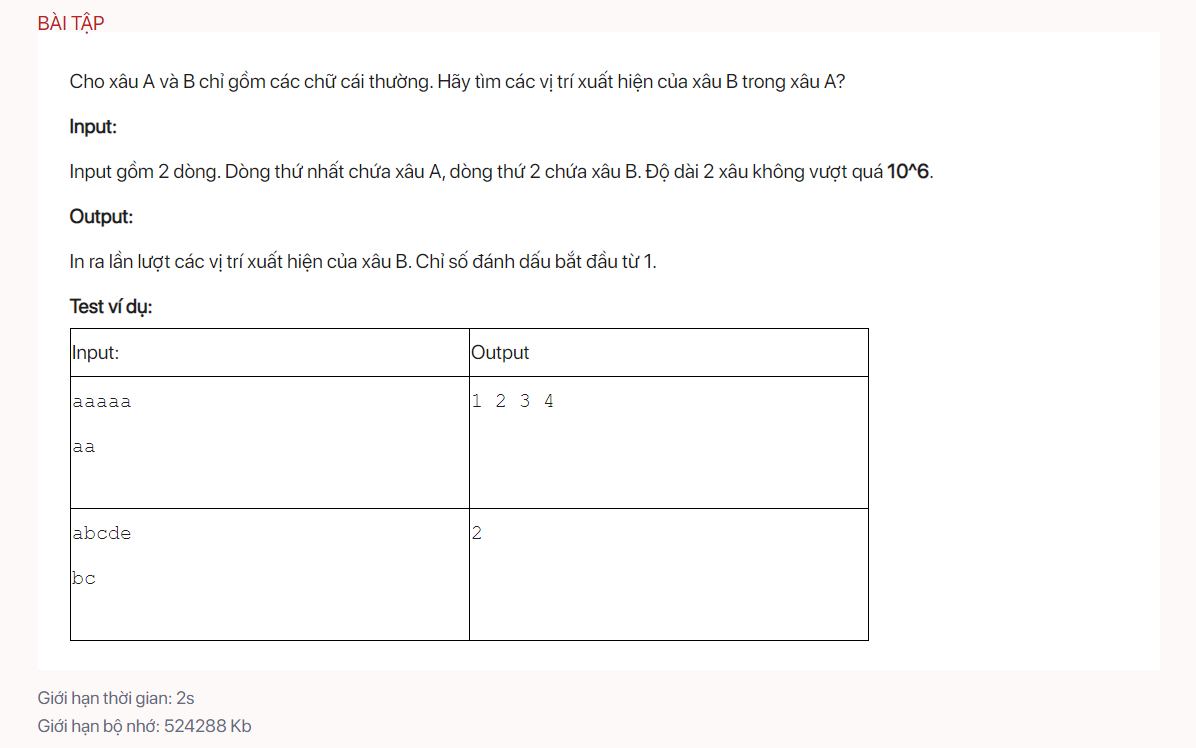 BÀI TẬP
Cho xâu A và B chỉ gồm các chữ cái thường. Hãy tìm các vị trí xuất hiện của xâu B trong xâu A?
Input:
Input gồm 2 dòng. Dòng thứ nhất chứa xâu A, dòng thứ 2 chứa xâu B. Độ dài 2 xâu không vượt quá 10^6.
Output:
In ra lần lượt các vị trí xuất hiện của xâu B. Chỉ số đánh dấu bắt đầu từ 1.
Test ví dụ:
Input: Output
aaaaa 1 2 3 4
aa
abcde 2
bc
Giới hạn thời gian: 2s
Giới hạn bộ nhớ: 524288 Kb